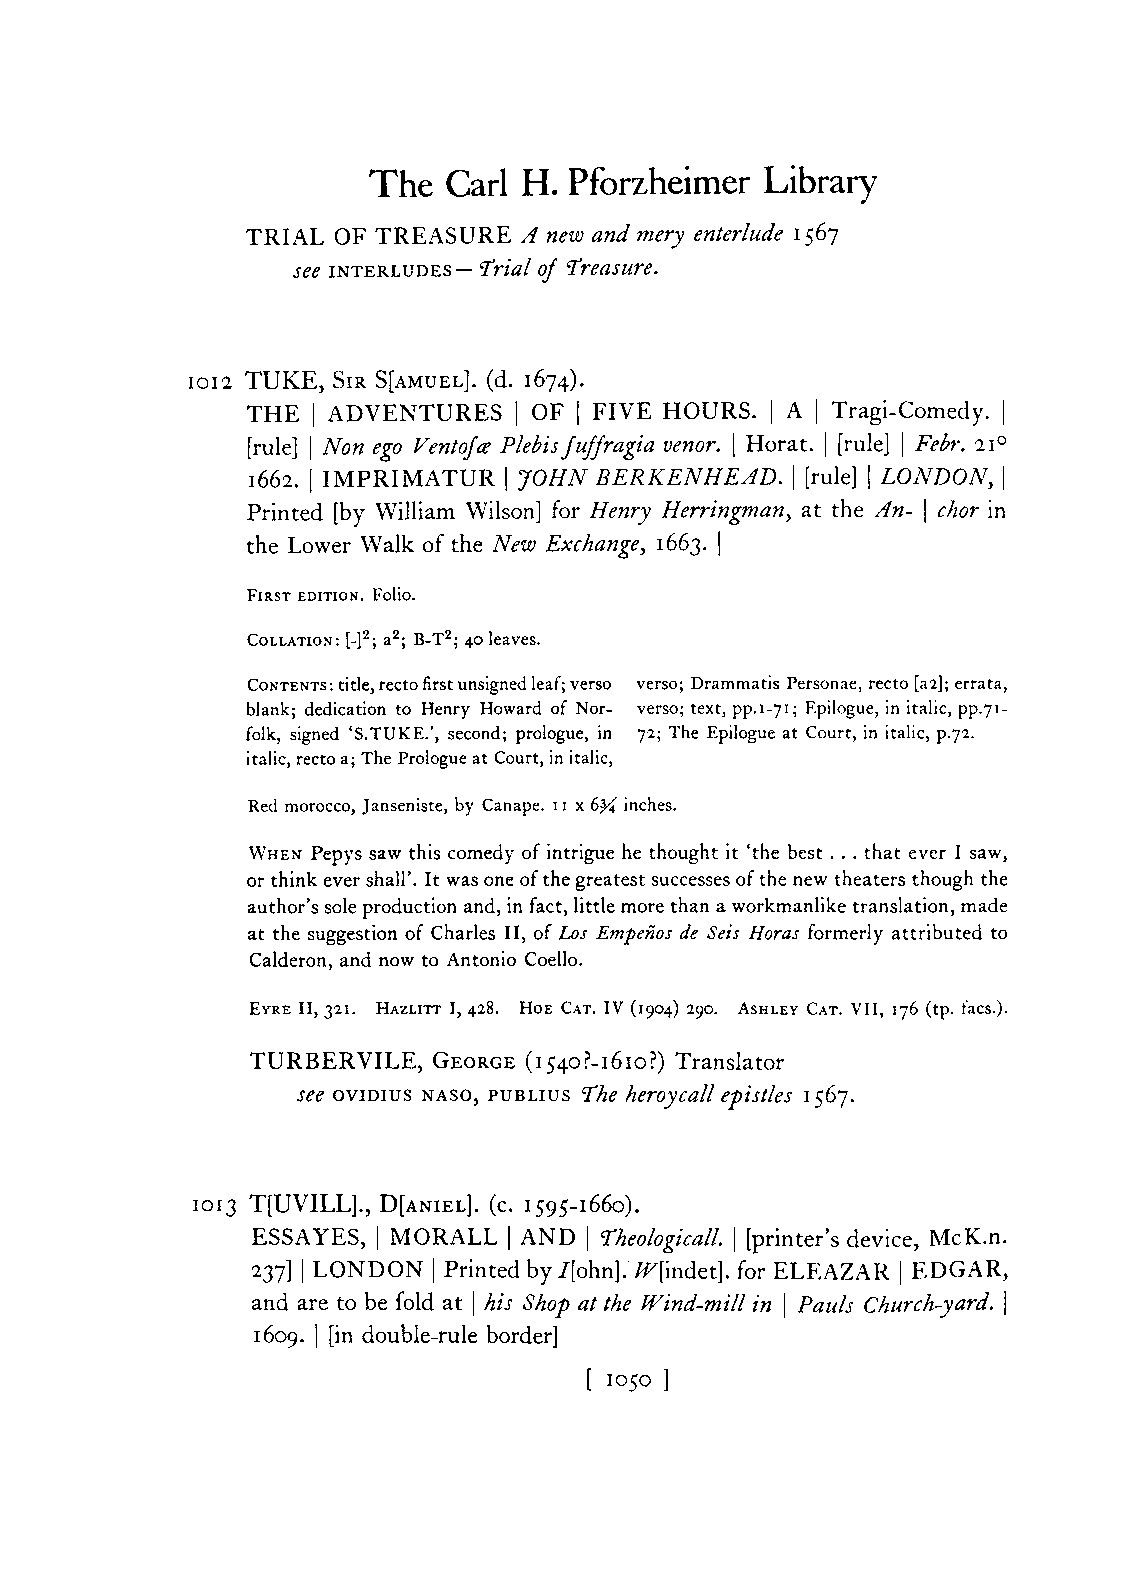 The Carl H. Pforzheimer Library
TRIAL OF TREASURE A new and mery enterlude 1567
see INTERLUDES— Trial of Treasure.
1012 TUKE, SIR S[AMUEL]. (d. 1674).
THE | ADVENTURES | OF | FIVE HOURS. | A | Tragi-Comedy. |
[rule] | Non ego Ventoſæ Plebis ſuffragia venor. | Horat. | [rule] | Febr. 21°
1662. | IMPRIMATUR | JOHN BERKENHEAD. | [rule] | LONDON, |
Printed [by William Wilson] for Henry Herringman, at the An- | chor in
the Lower Walk of the New Exchange, 1663. |
FIRST EDITION. Folio.
COLLATION: [-]²; a²; B-T²; 40 leaves.
CONTENTS: title, recto first unsigned leaf; verso
blank; dedication to Henry Howard of Nor-
folk, signed ‘S.TUKE.’, second; prologue, in
italic, recto a; The Prologue at Court, in italic,
verso; Drammatis Personae, recto [a2]; errata,
verso; text, pp.1-71; Epilogue, in italic, pp.71-
72; The Epilogue at Court, in italic, p.72.
Red morocco, Janseniste, by Canape. 11 x 6¾ inches.
WHEN Pepys saw this comedy of intrigue he thought it ‘the best . . . that ever I saw,
or think ever shall’. It was one of the greatest successes of the new theaters though the
author’s sole production and, in fact, little more than a workmanlike translation, made
at the suggestion of Charles II, of Los Empeños de Seis Horas formerly attributed to
Calderon, and now to Antonio Coello.
EYRE II, 321. HAZLITT I, 428. HOE CAT. IV (1904) 290. ASHLEY CAT. VII, 176 (tp. facs.).
TURBERVILE, GEORGE (1540?-1610?) Translator
see OVIDIUS NASO, PUBLIUS The heroycall epistles 1567.
1013 T[UVILL]., D[ANIEL]. (c. 1595-1660).
ESSAYES, | MORALL | AND | Theologicall. | [printer’s device, McK.n.
237] | LONDON | Printed by I[ohn]. W[indet]. for ELEAZAR | EDGAR,
and are to be ſold at | his Shop at the Wind-mill in | Pauls Church-yard. |
1609. | [in double-rule border]
[ 1050 ]